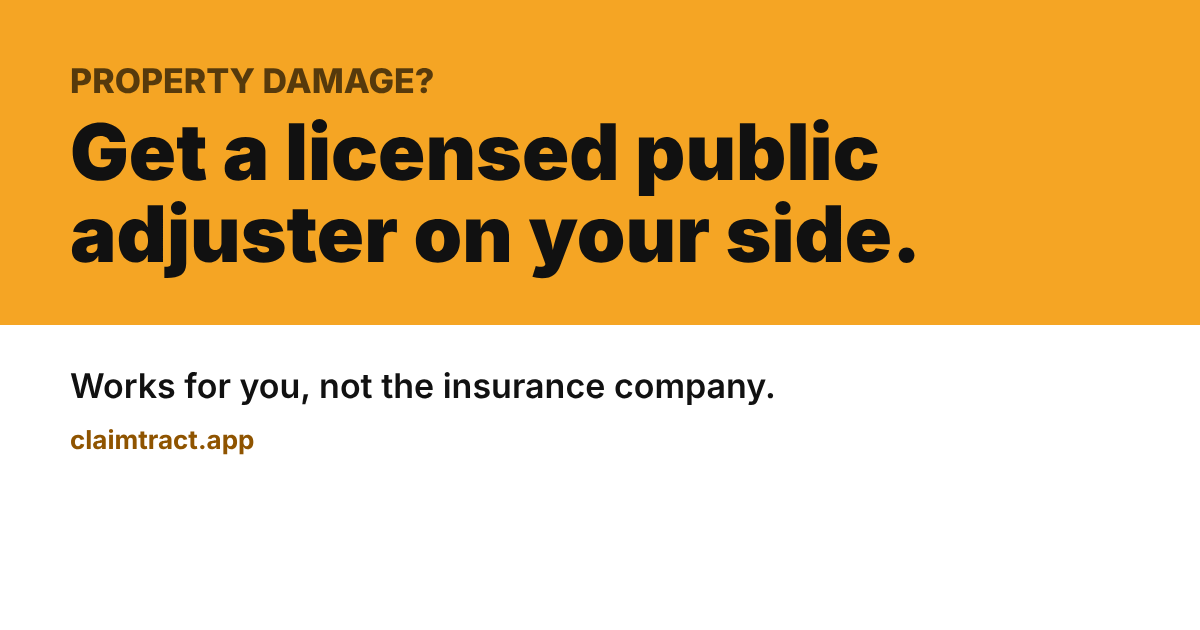 PROPERTY DAMAGE?
Get a licensed public
adjuster on your side.
Works for you, not the insurance company.
claimtract.app